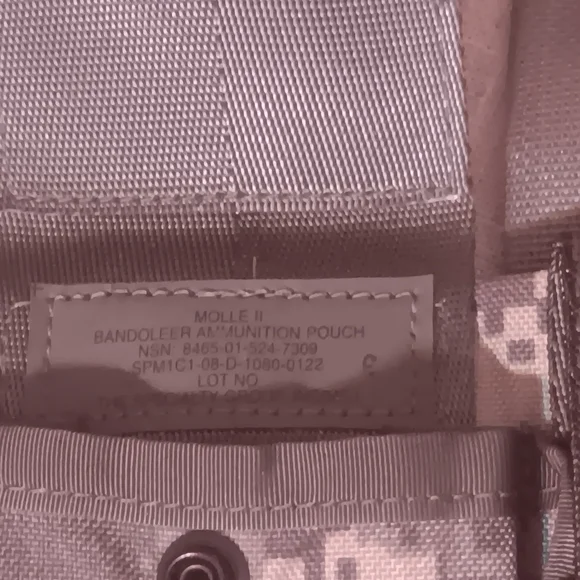 MOLLE II
BANDOLEER AMMUNITION POUCH
NSN: 8465-01-524-7309
SPM1C1-08-D-1080-0122
LOT NO